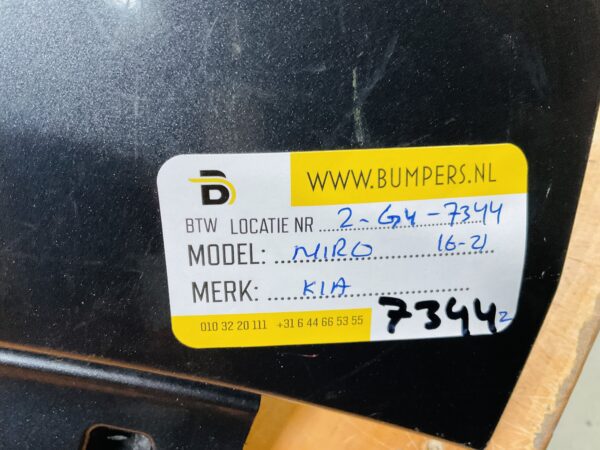 B
WWW.BUMPERS.NL
BTW LOCATIE NR 2-G4-7344
MODEL: NIRO 16-21
MERK: KIA
010 32 20 111 +31 6 44 66 53 55
7344 2